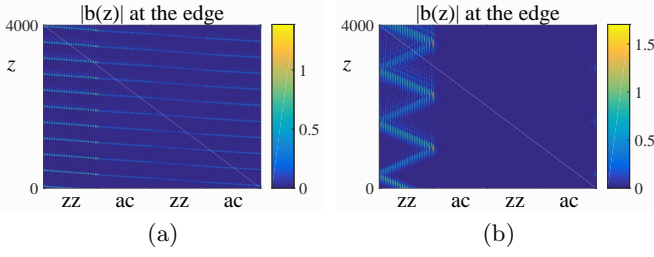 |b(z)| at the edge
4000
z
0
zz ac zz ac
1
0.5
0
(a)
|b(z)| at the edge
4000
z
0
zz ac zz ac
1.5
1
0.5
0
(b)